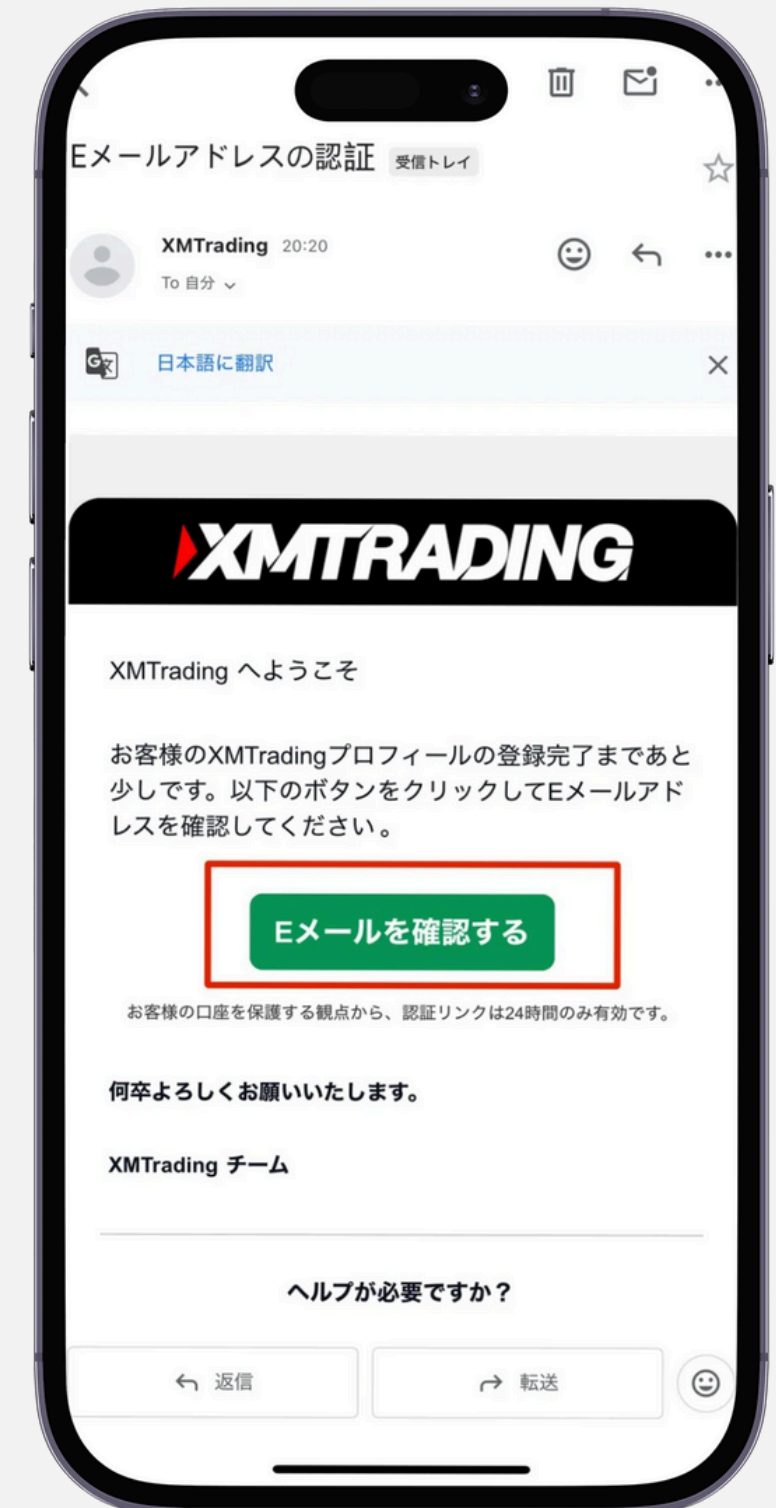 Eメールアドレスの認証 受信トレイ
XMTrading 20:20
To 自分
日本語に翻訳
XMTRADING
XMTrading へようこそ
お客様のXMTradingプロフィールの登録完了まであと
少しです。以下のボタンをクリックしてEメールアド
レスを確認してください。
Eメールを確認する
お客様の口座を保護する観点から、認証リンクは24時間のみ有効です。
何卒よろしくお願いいたします。
XMTrading チーム
ヘルプが必要ですか？
返信 転送